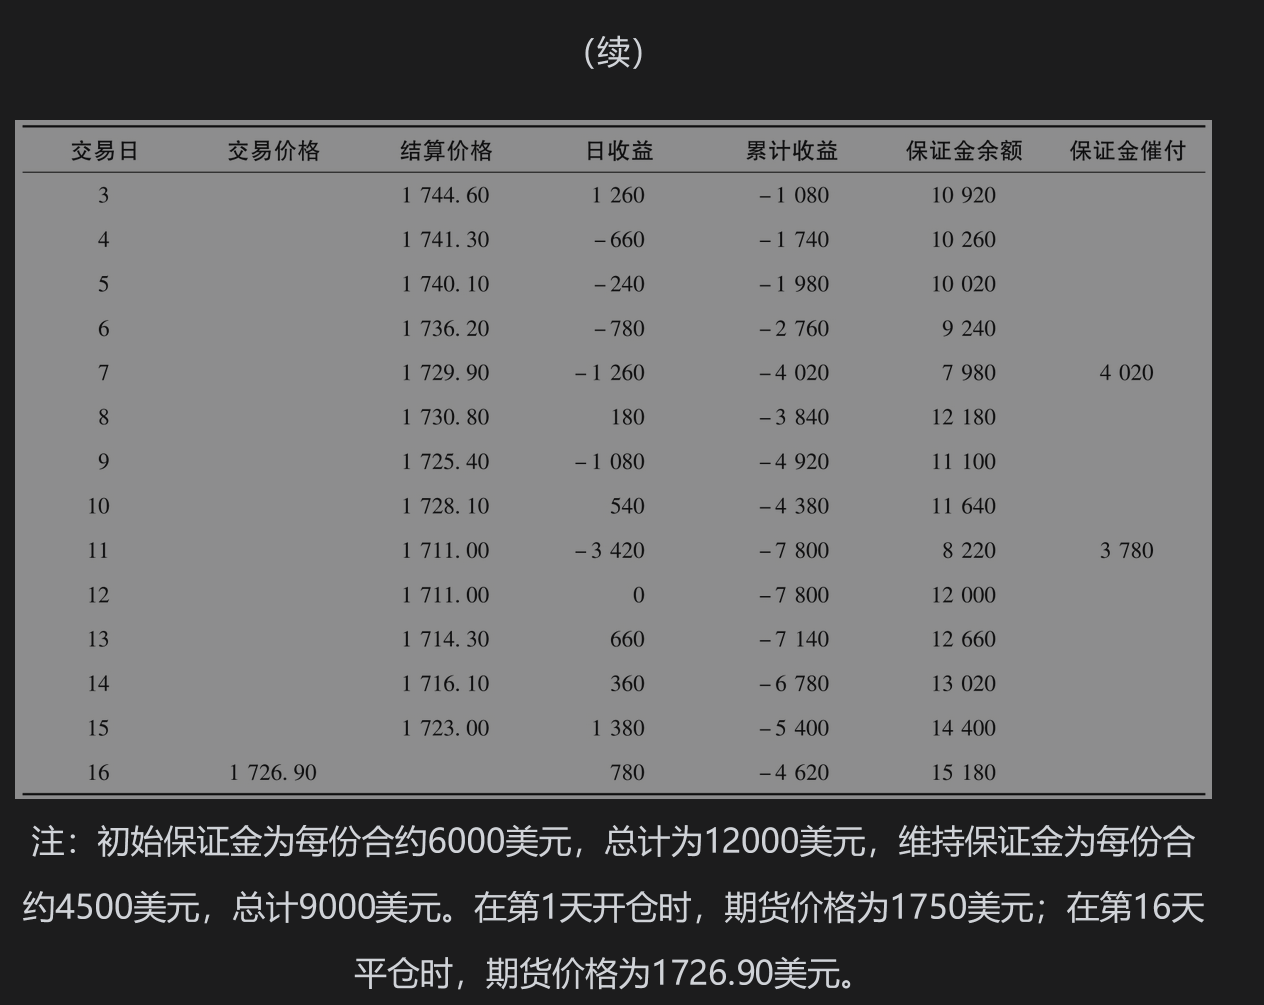 (续)
交易日 交易价格 结算价格 日收益 累计收益 保证金余额 保证金催付
3 1 744.60 1 260 –1 080 10 920
4 1 741.30 –660 –1 740 10 260
5 1 740.10 –240 –1 980 10 020
6 1 736.20 –780 –2 760 9 240
7 1 729.90 –1 260 –4 020 7 980 4 020
8 1 730.80 180 –3 840 12 180
9 1 725.40 –1 080 –4 920 11 100
10 1 728.10 540 –4 380 11 640
11 1 711.00 –3 420 –7 800 8 220 3 780
12 1 711.00 0 –7 800 12 000
13 1 714.30 660 –7 140 12 660
14 1 716.10 360 –6 780 13 020
15 1 723.00 1 380 –5 400 14 400
16 1 726.90 780 –4 620 15 180
注：初始保证金为每份合约6000美元，总计为12000美元，维持保证金为每份合
约4500美元，总计9000美元。在第1天开仓时，期货价格为1750美元；在第16天
平仓时，期货价格为1726.90美元。